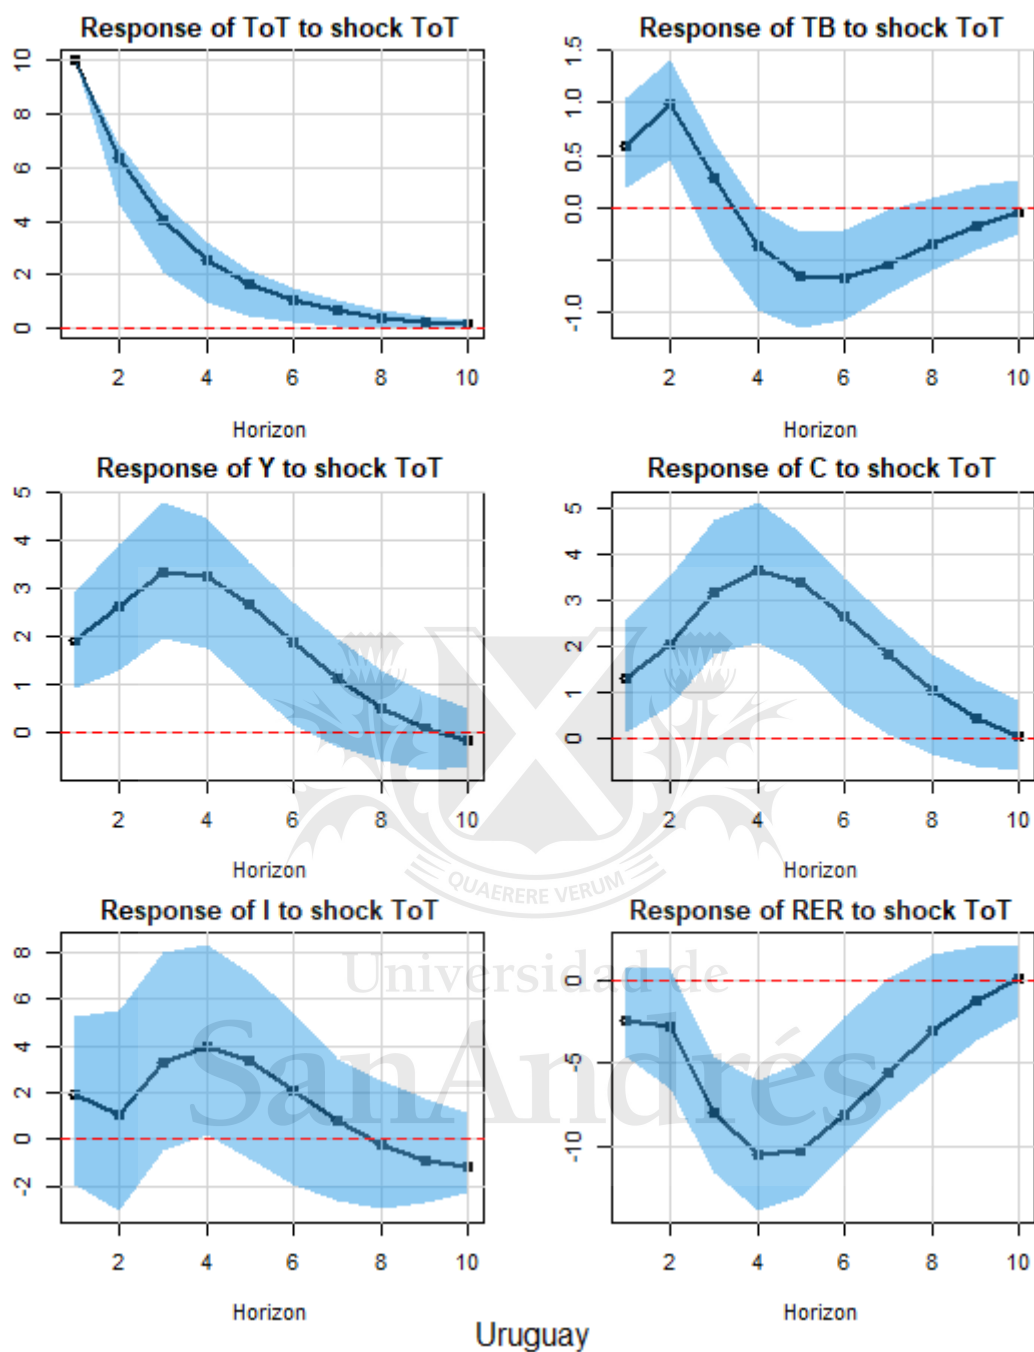 Response of ToT to shock ToT
0 2 4 6 8 10
2 4 6 8 10
Horizon
Response of TB to shock ToT
-1.0 0.0 0.5 1.0 1.5
2 4 6 8 10
Horizon
Response of Y to shock ToT
0 1 2 3 4 5
2 4 6 8 10
Horizon
Response of C to shock ToT
0 1 2 3 4 5
2 4 6 8 10
Horizon
QUAERERE VERUM
Response of I to shock ToT
-2 0 2 4 6 8
2 4 6 8 10
Horizon
Response of RER to shock ToT
-10 -5 0
2 4 6 8 10
Horizon
Universidad de
SanAndrés
Uruguay